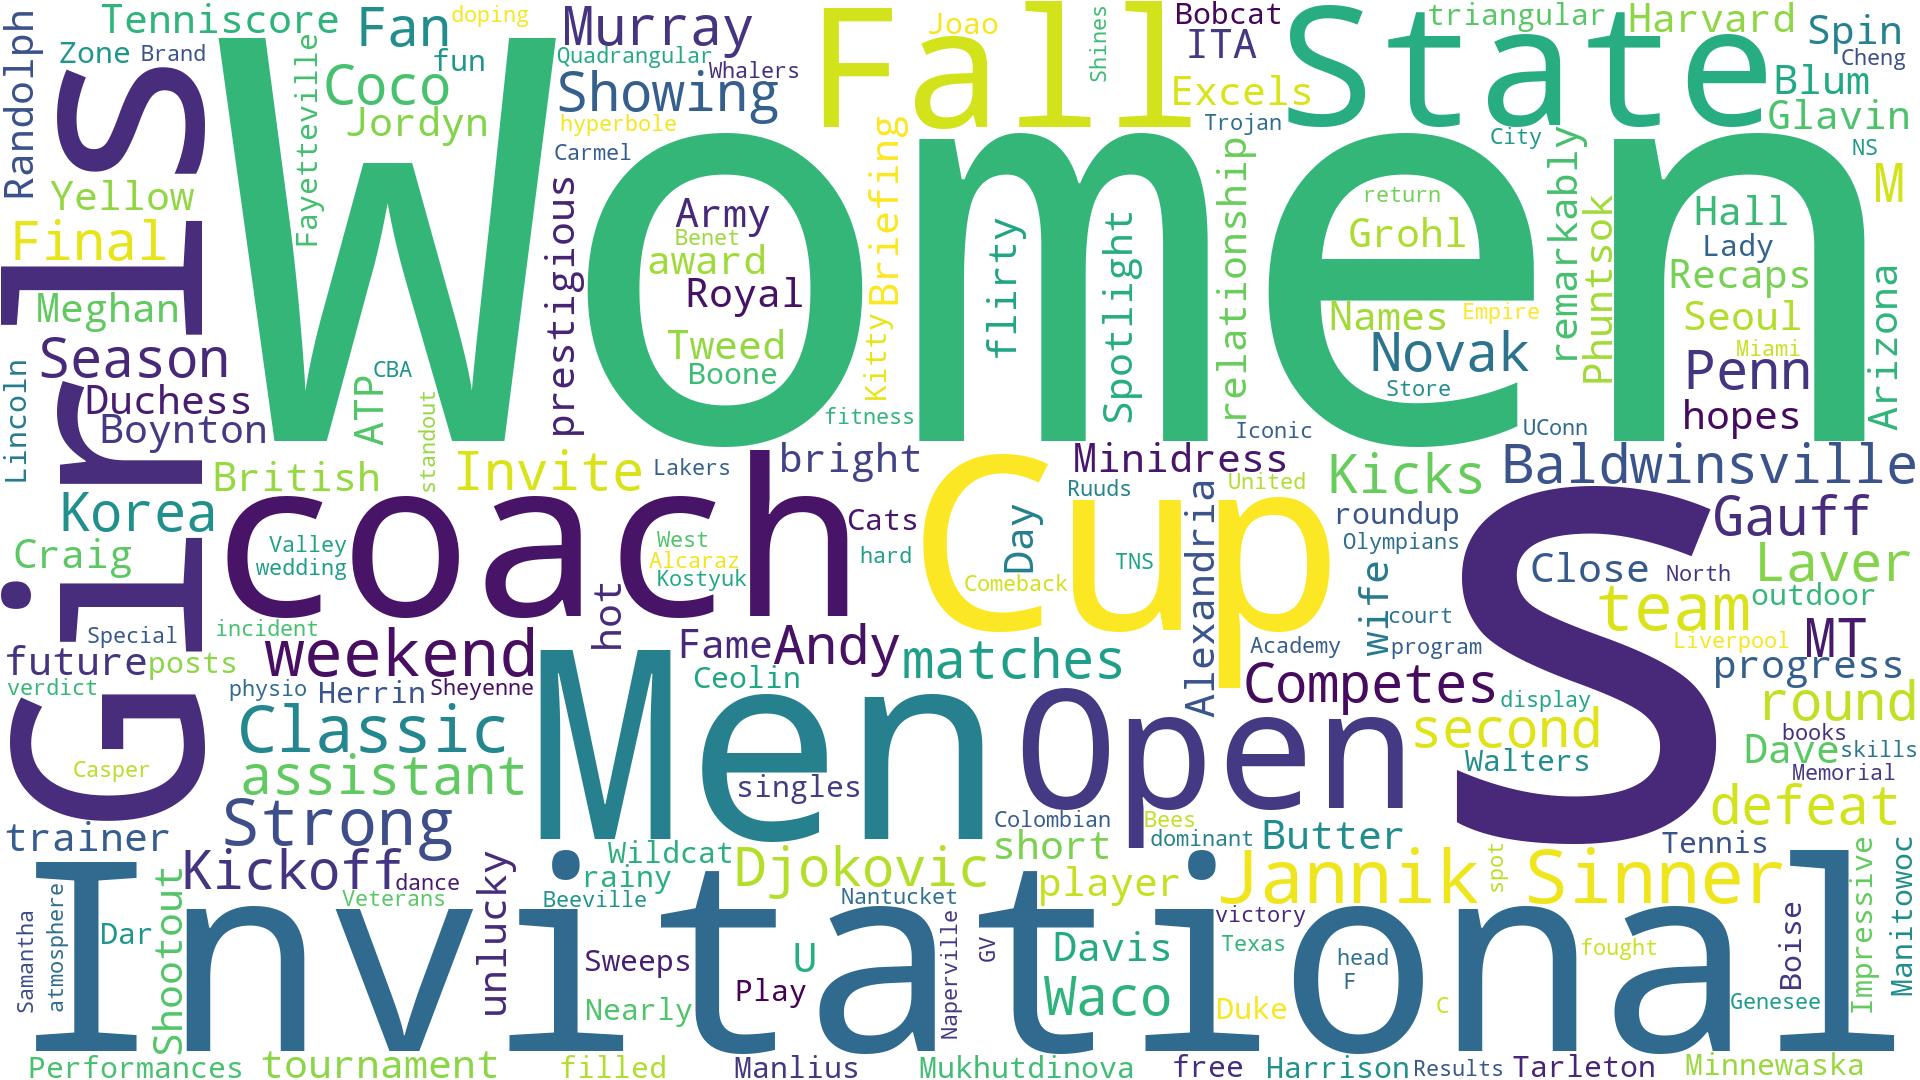 Tenniscore
Fan
doping
Murray
Fall
Joao
Shines
Bobcat
ITA
State
triangular
Harvard
Spin
Cheng
Randolph
Zone
Brand
fun
Quadrangular
Whalers
Coco
Jordyn
Fayetteville
Showing
hyperbole
Carmel
Excels
Trojan
Blum
Glavin
City
NS
M
Girls
Women
Yellow
Final
Meghan
Season
Duchess
Boynton
Lincoln
British
ATP
CBA
standout
prestigious
Army
Benet
award
Royal
Tweed
Boone
Kitty
Briefing
fitness
flirty
Spotlight
relationship
return
Grohl
Names
Empire
Novak
Store
remarkably
Phuntsok
Hall
Lady
Recaps
Seoul
Miami
Penn
hopes
Arizona
Iconic
UConn
Invite
Lakers
bright
Minidress
Ruuds
United
Kicks
Baldwinsville
Korea
Craig
coach
Valley
wedding
West
Alcaraz
Kostyuk
Cats
hard
Cup
Day
Comeback
TNS
Alexandria
roundup
Olympians
S
Gauff
Close
North
Laver
team
outdoor
Liverpool
MT
progress
Special
incident
future
posts
weekend
hot
Fame
Andy
matches
Academy
wife
court
program
verdict
physio
Herrin
Sheyenne
Ceolin
Competes
display
second
round
Casper
Classic
assistant
Men
singles
Open
Walters
books
Dave
skills
Memorial
defeat
trainer
Strong
Colombian
Bees
dominant
Butter
Tennis
Kickoff
dance
Veterans
unlucky
Wildcat
rainy
Beeville
Djokovic
short
player
Nantucket
Jannik
spot
Sinner
Impressive
Manitowoc
Samantha
atmosphere
Dar
Shootout
Invitational
Sweeps
Nearly
U
Play
Naperville
GV
Davis
Waco
victory
Texas
Duke
head
F
C
fought
Boise
Genesee
Performances
tournament
filled
Manlius
Mukhutdinova
free
Harrison
Results
Tarleton
Minnewaska